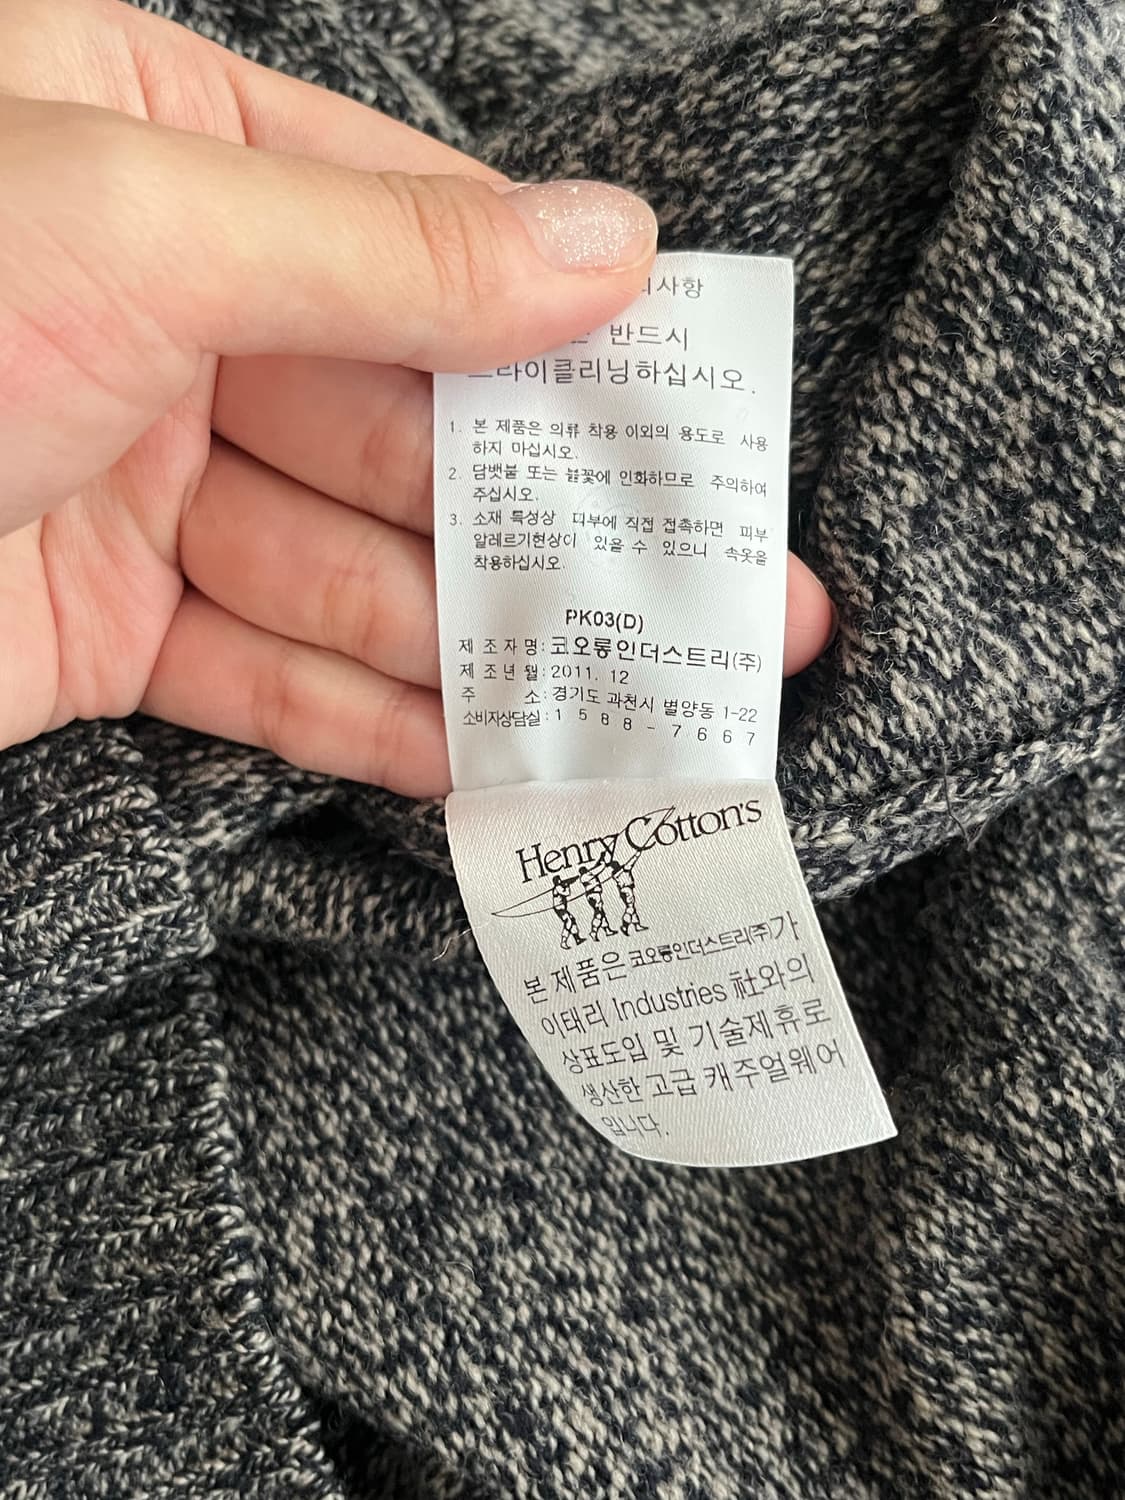 사항
반드시
드라이클리닝하십시오.
1. 본 제품은 의류 착용 이외의 용도로 사용
하지 마십시오.
2. 담뱃불 또는 불꽃에 인화하므로 주의하여
주십시오.
3. 소재 특성상 피부에 직접 접촉하면 피부
알레르기현상이 있을 수 있으니 속옷을
착용하십시오.
PK03(D)
제 조 자 명: 코오롱인더스트리(주)
제 조 년 월: 2011. 12
주 소: 경기도 과천시 별양동 1-22
소비자상담실: 1 5 8 8 - 7 6 6 7
Henry Cotton's
본 제품은 코오롱인더스트리(주)가
이태리 Industries 社와의
상표도입 및 기술제휴로
생산한 고급 캐주얼웨어
입니다.